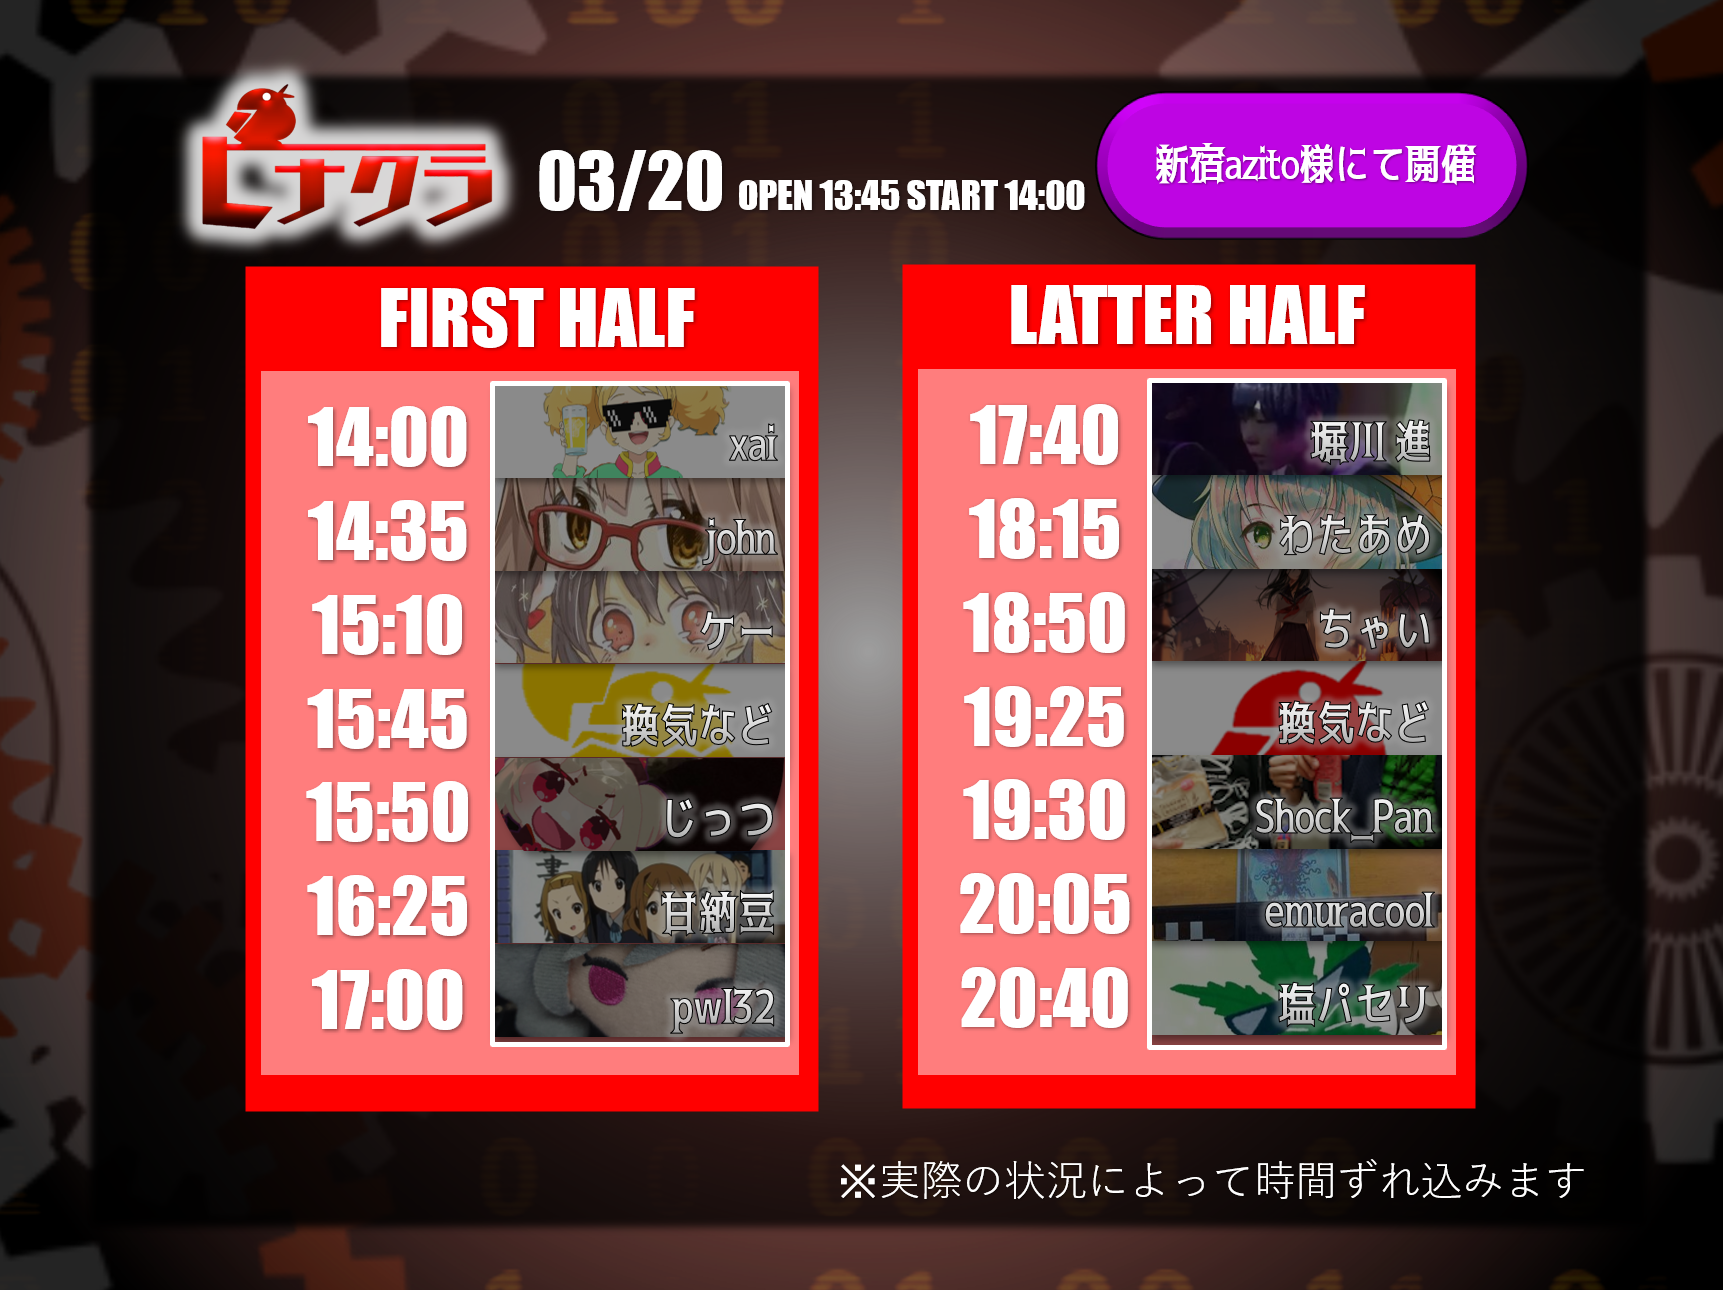 ヒナクラ
03/20 OPEN 13:45 START 14:00
新宿azito様にて開催
FIRST HALF
14:00 xai
14:35 john
15:10 ケー
15:45 換気など
15:50 じっつ
16:25 甘納豆
17:00 pwl32
LATTER HALF
17:40 堀川 進
18:15 わたあめ
18:50 ちゃい
19:25 換気など
19:30 Shock_Pan
20:05 emuracool
20:40 塩パセリ
※実際の状況によって時間ずれ込みます